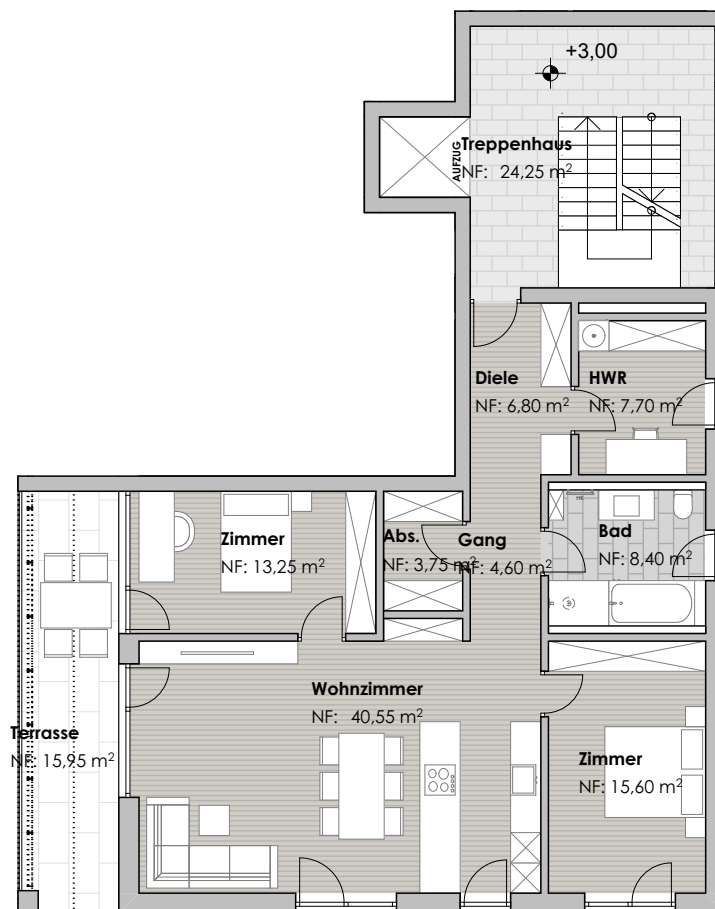 +3,00
AUFZUG
Treppenhaus
NF: 24,25 m²
Diele
NF: 6,80 m²
HWR
NF: 7,70 m²
Zimmer
NF: 13,25 m²
Abs.
NF: 3,75 m²
Gang
NF: 4,60 m²
Bad
NF: 8,40 m²
Wohnzimmer
NF: 40,55 m²
Terrasse
NF: 15,95 m²
Zimmer
NF: 15,60 m²